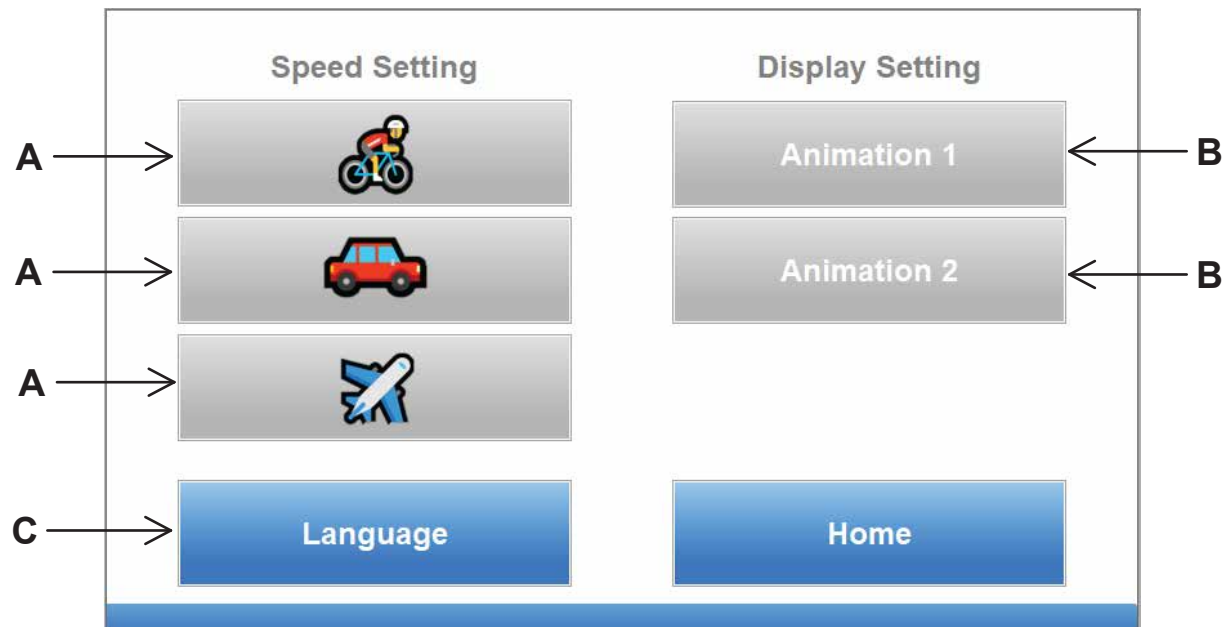 Speed Setting Display Setting
A Animation 1 B
A Animation 2 B
A
C Language Home